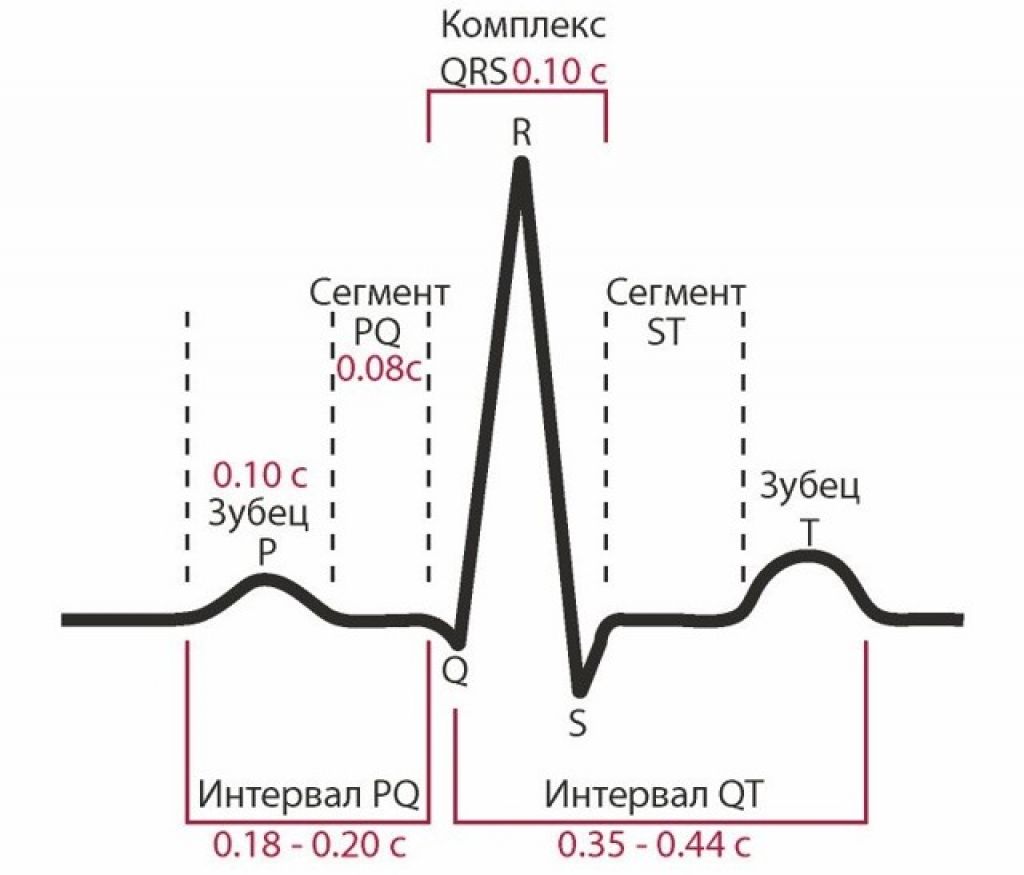 Комплекс
QRS 0.10 с
R
Сегмент
PQ
0.08с
Сегмент
ST
0.10 с
Зубец
P
Зубец
T
Q
S
Интервал PQ
0.18 - 0.20 с
Интервал QT
0.35 - 0.44 с